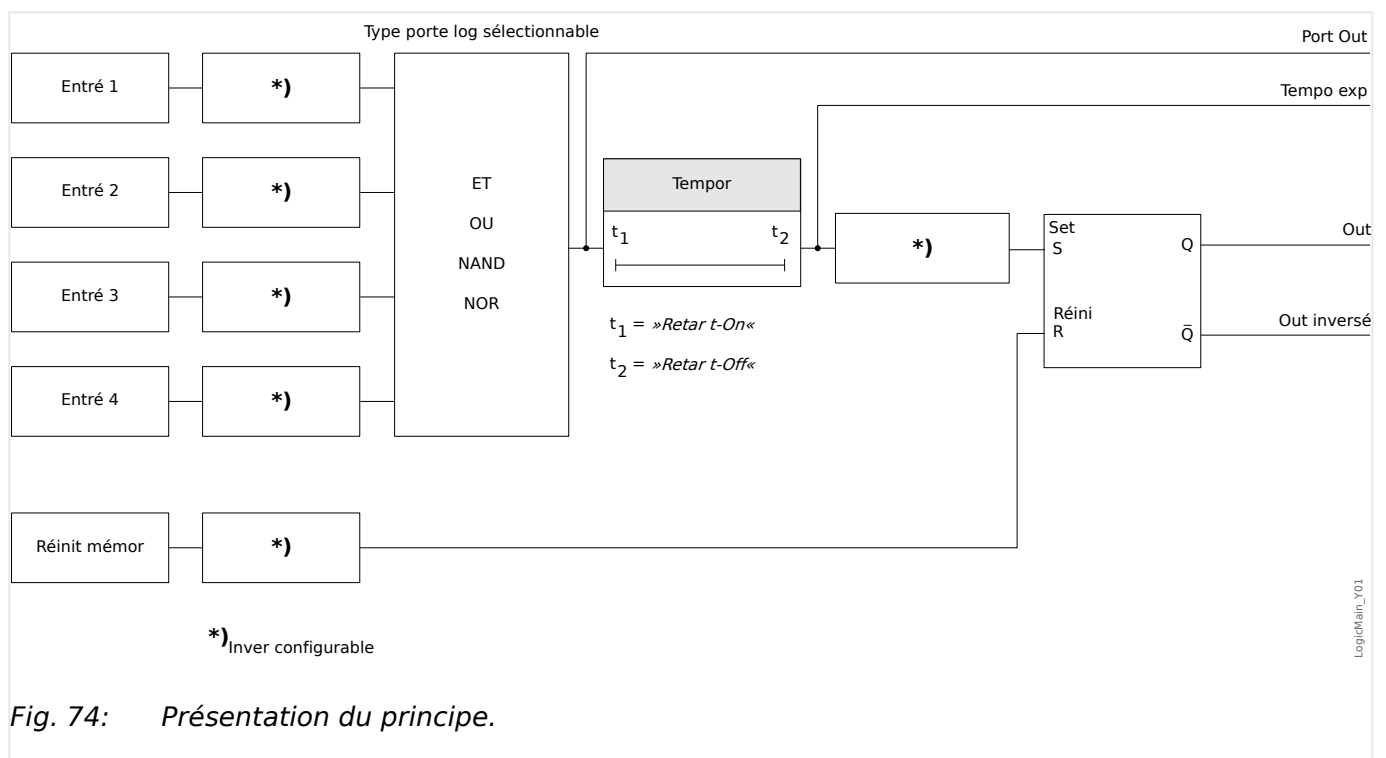 Type porte log sélectionnable
Port Out
Entré 1
*)
Tempo exp
Entré 2
*)
ET
OU
NAND
NOR
Tempor
t1
t2
*)
Set
S
Q
Out
Entré 3
*)
t1 = »Retar t-On«
t2 = »Retar t-Off«
Réini
R
Q̅
Out inversé
Entré 4
*)
Réinit mémor
*)
*) Inver configurable
LogicMain_Y01
Fig. 74: Présentation du principe.